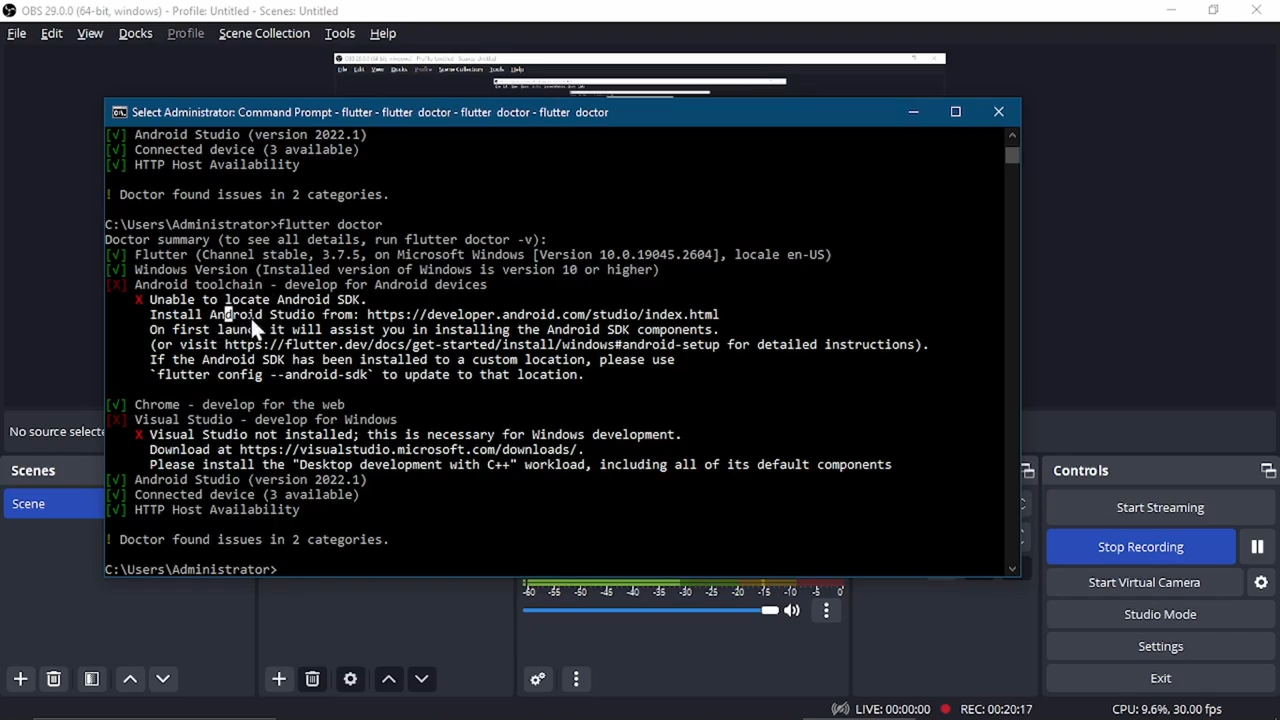 OBS 29.0.0 (64-bit, windows) - Profile: Untitled - Scenes: Untitled
File Edit View Docks Profile Scene Collection Tools Help
File Edit View Docks Profile Scene Collection Tools Help
Select Administrator: Command Prompt - flutter - flutter doctor - flutter doctor - flutter doctor
[√] Android Studio (version 2022.1)
[√] Connected device (3 available)
[√] HTTP Host Availability
! Doctor found issues in 2 categories.
C:\Users\Administrator>flutter doctor
Doctor summary (to see all details, run flutter doctor -v):
[√] Flutter (Channel stable, 3.7.5, on Microsoft Windows [Version 10.0.19045.2604], locale en-US)
[√] Windows Version (Installed version of Windows is version 10 or higher)
[X] Android toolchain - develop for Android devices
X Unable to locate Android SDK.
Install Android Studio from: https://developer.android.com/studio/index.html
On first launch it will assist you in installing the Android SDK components.
(or visit https://flutter.dev/docs/get-started/install/windows#android-setup for detailed instructions).
If the Android SDK has been installed to a custom location, please use
`flutter config --android-sdk` to update to that location.
[√] Chrome - develop for the web
[X] Visual Studio - develop for Windows
X Visual Studio not installed; this is necessary for Windows development.
Download at https://visualstudio.microsoft.com/downloads/.
Please install the "Desktop development with C++" workload, including all of its default components
[√] Android Studio (version 2022.1)
[√] Connected device (3 available)
[√] HTTP Host Availability
! Doctor found issues in 2 categories.
C:\Users\Administrator>
No source selecte
Scenes
Scene
-60 -55 -50 -45 -40 -35 -30 -25 -20 -15 -10 -5 0
Controls
Start Streaming
Stop Recording
Start Virtual Camera
Studio Mode
Settings
Exit
LIVE: 00:00:00 REC: 00:20:17 CPU: 9.6%, 30.00 fps